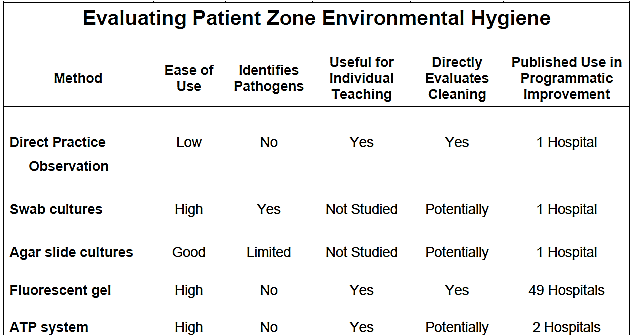 Evaluating Patient Zone Environmental Hygiene
Method Ease of Use Identifies Pathogens Useful for Individual Teaching Directly Evaluates Cleaning Published Use in Programmatic Improvement
Direct Practice Observation Low No Yes Yes 1 Hospital
Swab cultures High Yes Not Studied Potentially 1 Hospital
Agar slide cultures Good Limited Not Studied Potentially 1 Hospital
Fluorescent gel High No Yes Yes 49 Hospitals
ATP system High No Yes Potentially 2 Hospitals